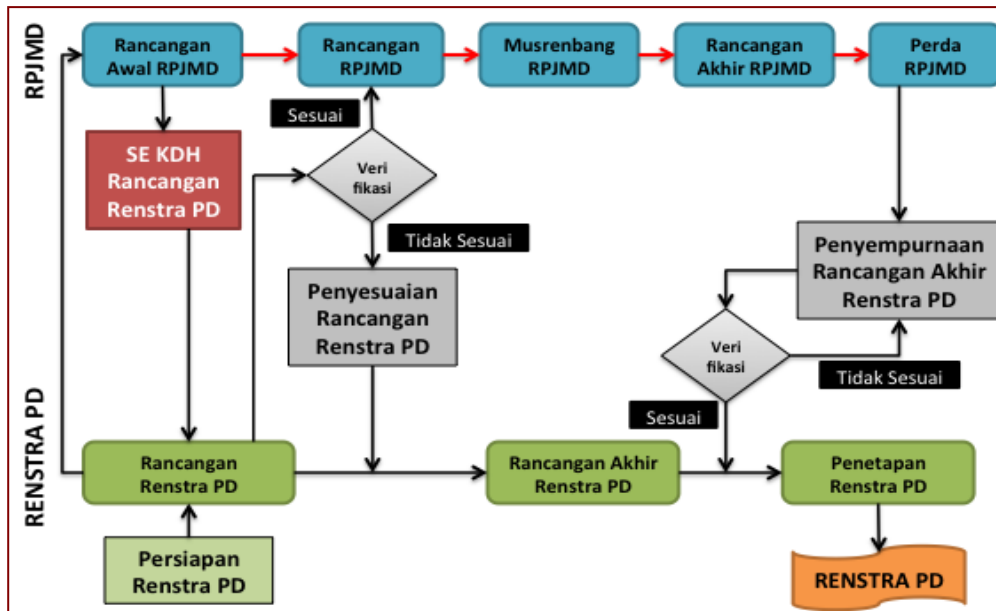 RPJMD
Rancangan
Awal RPJMD
Rancangan
RPJMD
Musrenbang
RPJMD
Rancangan
Akhir RPJMD
Perda
RPJMD
Sesuai
SE KDH
Rancangan
Renstra PD
Veri
fikasi
Tidak Sesuai
Penyesuaian
Rancangan
Renstra PD
Penyempurnaan
Rancangan Akhir
Renstra PD
Veri
fikasi
Tidak Sesuai
Sesuai
RENSTRA PD
Rancangan
Renstra PD
Rancangan Akhir
Renstra PD
Penetapan
Renstra PD
Persiapan
Renstra PD
RENSTRA PD